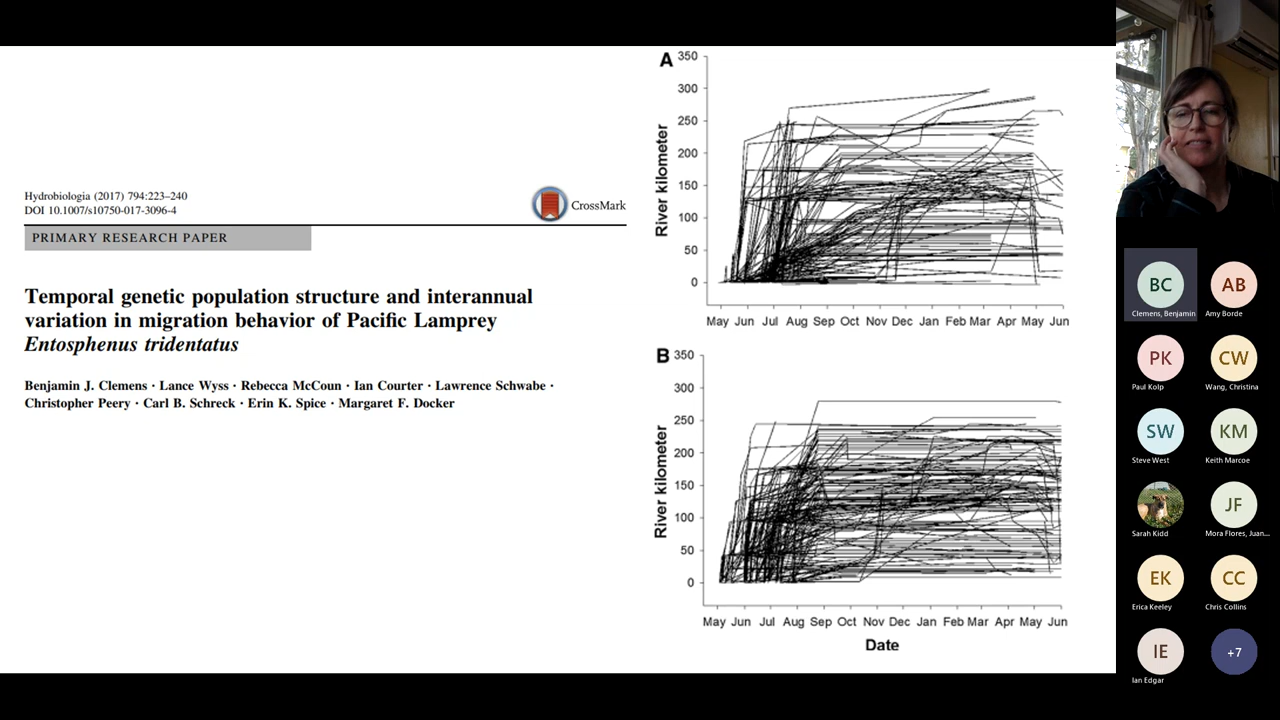 Hydrobiologia (2017) 794:223–240
DOI 10.1007/s10750-017-3096-4
CrossMark
PRIMARY RESEARCH PAPER
Temporal genetic population structure and interannual
variation in migration behavior of Pacific Lamprey
Entosphenus tridentatus
Benjamin J. Clemens · Lance Wyss · Rebecca McCoun · Ian Courter · Lawrence Schwabe ·
Christopher Peery · Carl B. Schreck · Erin K. Spice · Margaret F. Docker
A
350
300
250
200
150
100
50
0
River kilometer
May Jun Jul Aug Sep Oct Nov Dec Jan Feb Mar Apr May Jun
B
350
300
250
200
150
100
50
0
River kilometer
May Jun Jul Aug Sep Oct Nov Dec Jan Feb Mar Apr May Jun
Date
BC
Clemens, Benjamin
AB
Amy Borde
PK
Paul Kolp
CW
Wang, Christina
SW
Steve West
KM
Keith Marcoe
Sarah Kidd
JF
Mora Flores, Juan...
EK
Erica Keeley
CC
Chris Collins
IE
Ian Edgar
+7